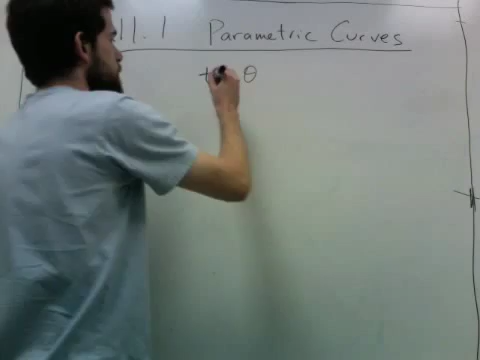 11.1 Parametric Curves
t θ